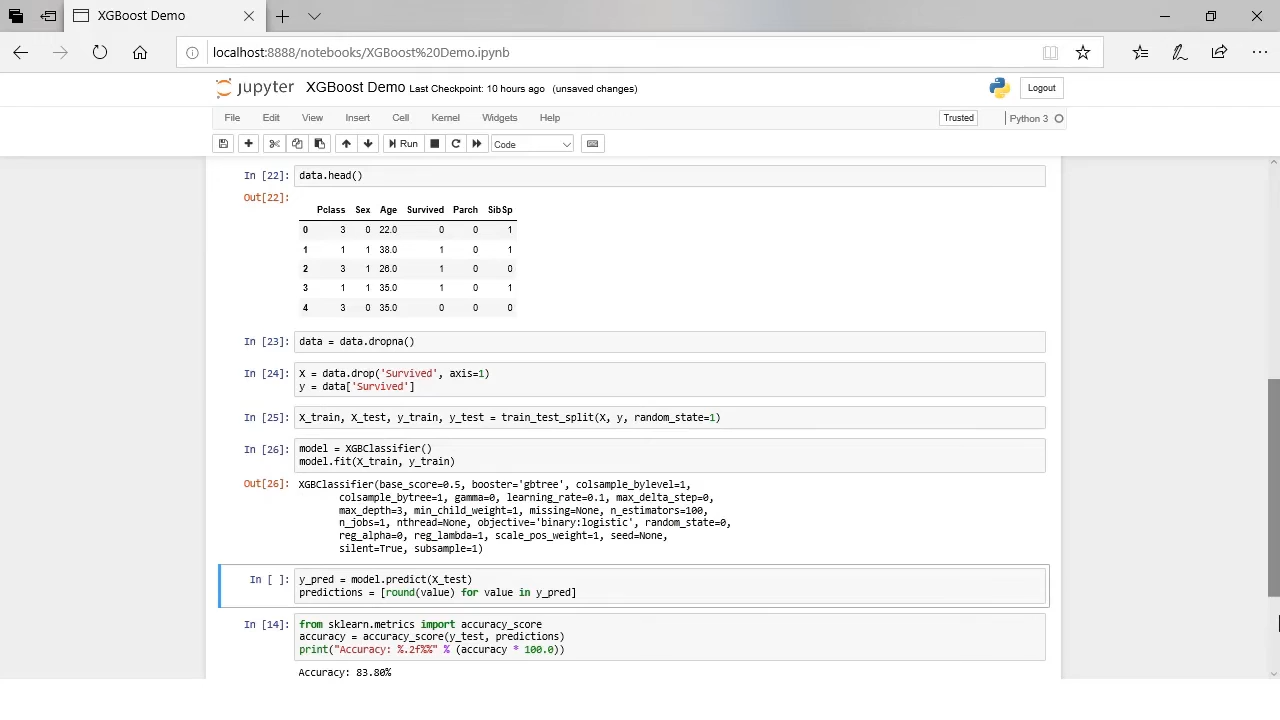 XGBoost Demo
localhost:8888/notebooks/XGBoost%20Demo.ipynb
jupyter XGBoost Demo Last Checkpoint: 10 hours ago (unsaved changes) Logout
File Edit View Insert Cell Kernel Widgets Help Trusted Python 3
Run Code
In [22]: data.head()
Out[22]:
Pclass Sex Age Survived Parch SibSp
0 3 0 22.0 0 0 1
1 1 1 38.0 1 0 1
2 3 1 26.0 1 0 0
3 1 1 35.0 1 0 1
4 3 0 35.0 0 0 0
In [23]: data = data.dropna()
In [24]: X = data.drop('Survived', axis=1)
y = data['Survived']
In [25]: X_train, X_test, y_train, y_test = train_test_split(X, y, random_state=1)
In [26]: model = XGBClassifier()
model.fit(X_train, y_train)
Out[26]: XGBClassifier(base_score=0.5, booster='gbtree', colsample_bylevel=1,
colsample_bytree=1, gamma=0, learning_rate=0.1, max_delta_step=0,
max_depth=3, min_child_weight=1, missing=None, n_estimators=100,
n_jobs=1, nthread=None, objective='binary:logistic', random_state=0,
reg_alpha=0, reg_lambda=1, scale_pos_weight=1, seed=None,
silent=True, subsample=1)
In [ ]: y_pred = model.predict(X_test)
predictions = [round(value) for value in y_pred]
In [14]: from sklearn.metrics import accuracy_score
accuracy = accuracy_score(y_test, predictions)
print("Accuracy: %.2f%%" % (accuracy * 100.0))
Accuracy: 83.80%